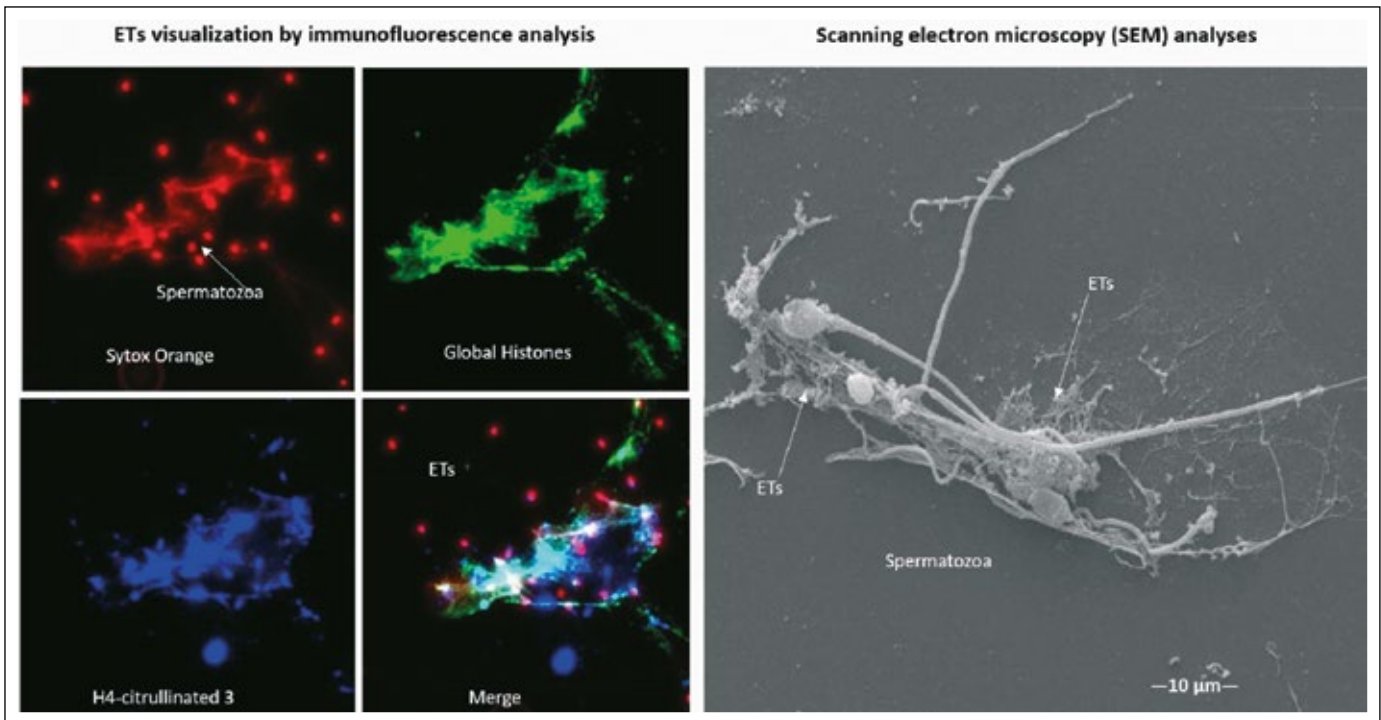 ETs visualization by immunofluorescence analysis
Scanning electron microscopy (SEM) analyses
Spermatozoa
Sytox Orange
Global Histones
H4-citrullinated 3
ETs
Merge
ETs
ETs
Spermatozoa
10 µm